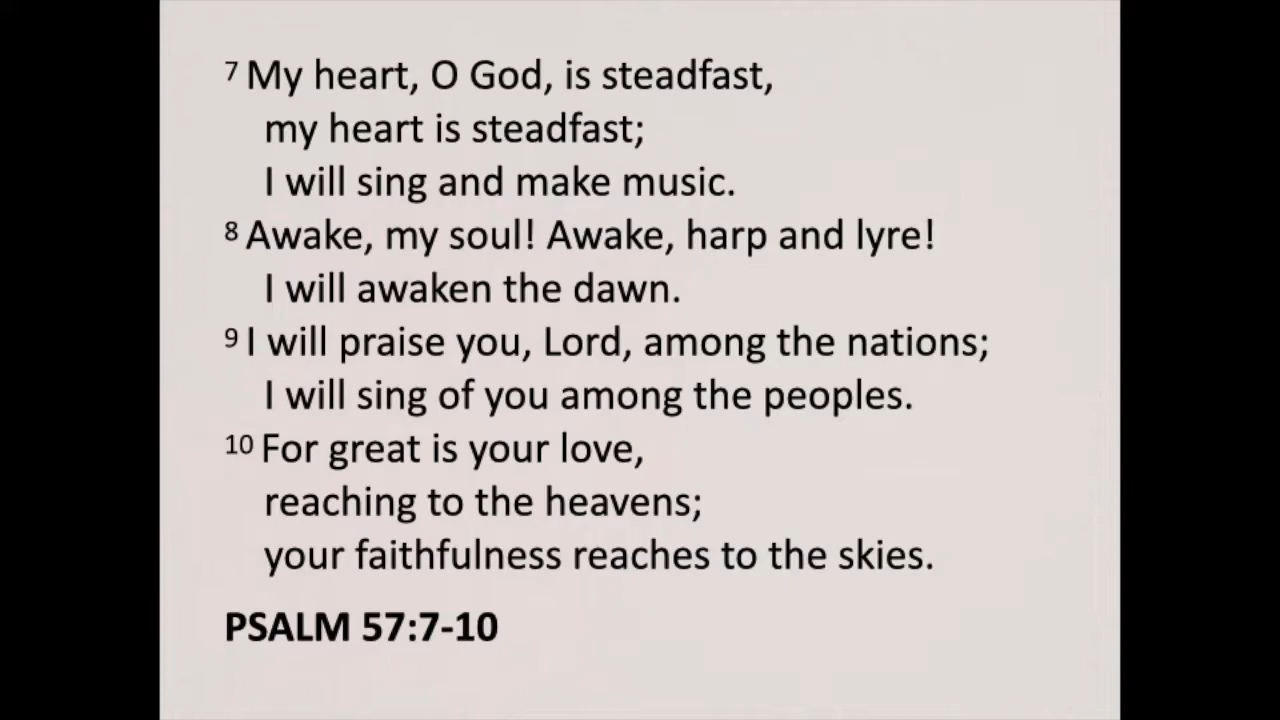 7 My heart, O God, is steadfast,
my heart is steadfast;
I will sing and make music.
8 Awake, my soul! Awake, harp and lyre!
I will awaken the dawn.
9 I will praise you, Lord, among the nations;
I will sing of you among the peoples.
10 For great is your love,
reaching to the heavens;
your faithfulness reaches to the skies.
PSALM 57:7-10